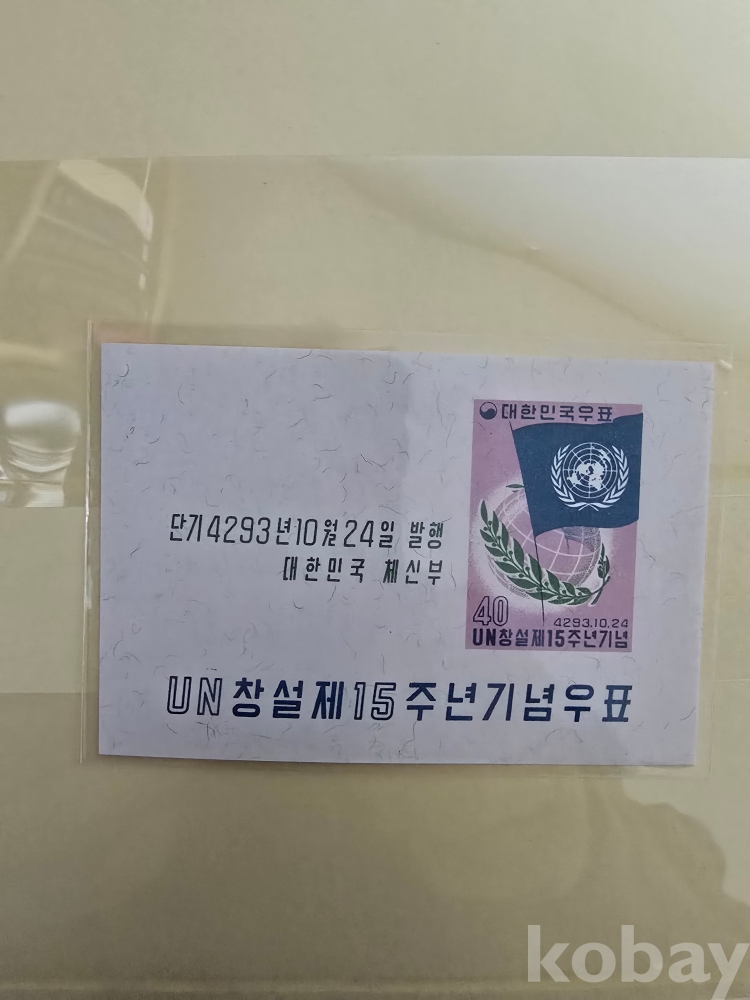 대한민국우표
단기4293년10월24일 발행
대한민국 체신부
40
4293.10.24
UN창설제15주년기념
UN창설제15주년기념우표
kobay